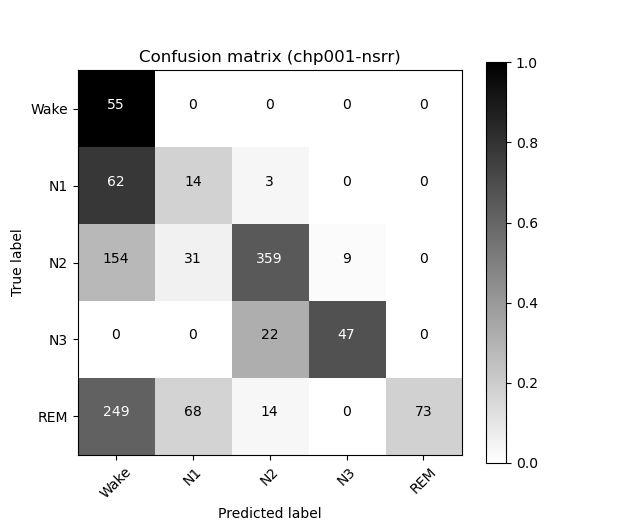 Confusion matrix (chp001-nsrr)
True label
Wake 55 0 0 0 0
N1 62 14 3 0 0
N2 154 31 359 9 0
N3 0 0 22 47 0
REM 249 68 14 0 73
Wake N1 N2 N3 REM
Predicted label
1.0
0.8
0.6
0.4
0.2
0.0